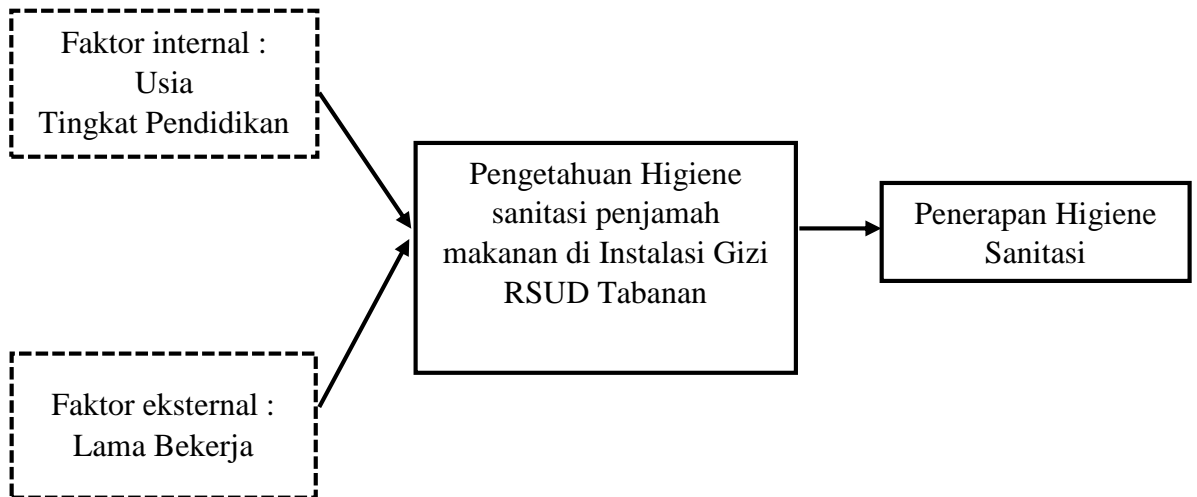 Faktor internal :
Usia
Tingkat Pendidikan
Pengetahuan Higiene
sanitasi penjamah
makanan di Instalasi Gizi
RSUD Tabanan
Penerapan Higiene
Sanitasi
Faktor eksternal :
Lama Bekerja